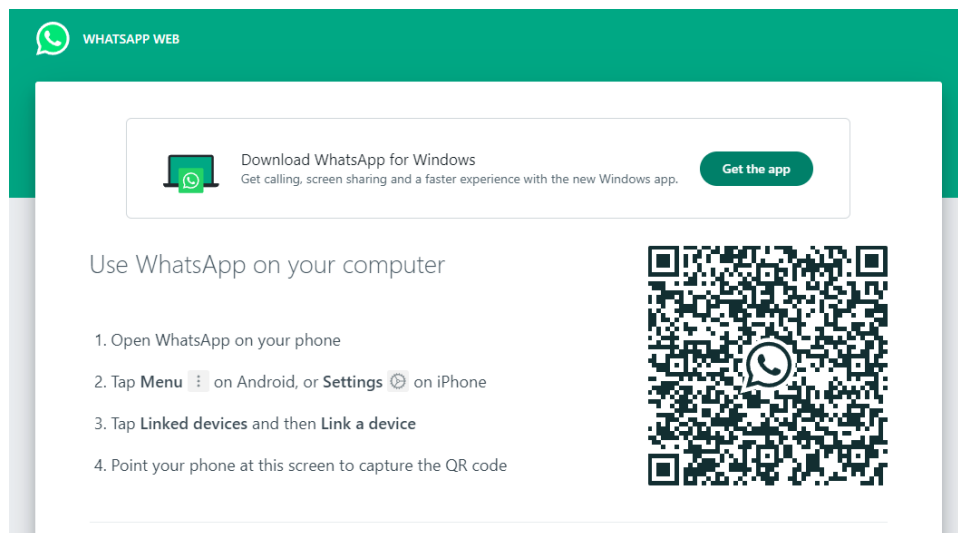 WHATSAPP WEB
Download WhatsApp for Windows
Get calling, screen sharing and a faster experience with the new Windows app.
Get the app
Use WhatsApp on your computer
1. Open WhatsApp on your phone
2. Tap Menu on Android, or Settings on iPhone
3. Tap Linked devices and then Link a device
4. Point your phone at this screen to capture the QR code